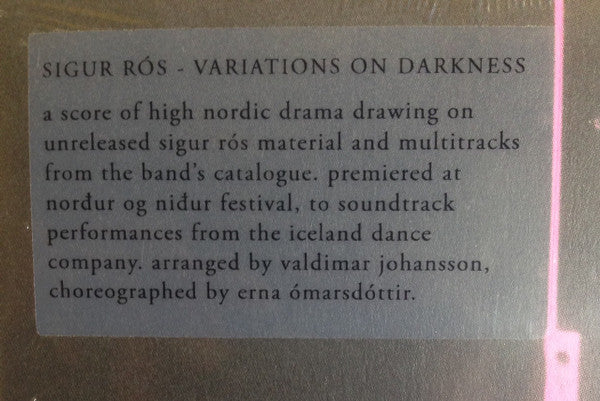 SIGUR RÓS - VARIATIONS ON DARKNESS
a score of high nordic drama drawing on
unreleased sigur rós material and multitracks
from the band's catalogue. premiered at
norður og niður festival, to soundtrack
performances from the iceland dance
company. arranged by valdimar johansson,
choreographed by erna ómarsdóttir.